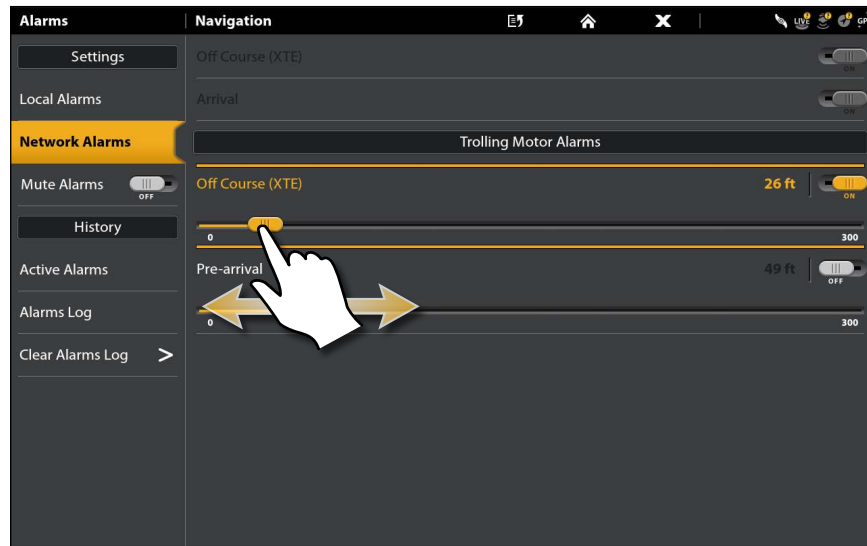 Alarms
Navigation
LIVE
GP
Settings
Off Course (XTE)
ON
Local Alarms
Arrival
ON
Network Alarms
Trolling Motor Alarms
Mute Alarms
OFF
Off Course (XTE)
26 ft
ON
History
0
300
Active Alarms
Pre-arrival
49 ft
OFF
Alarms Log
0
300
Clear Alarms Log >